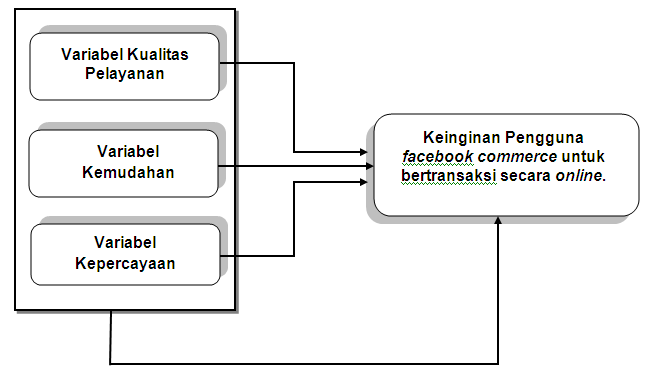 Variabel Kualitas
Pelayanan
Variabel
Kemudahan
Variabel
Kepercayaan
Keinginan Pengguna
facebook commerce untuk
bertransaksi secara online.